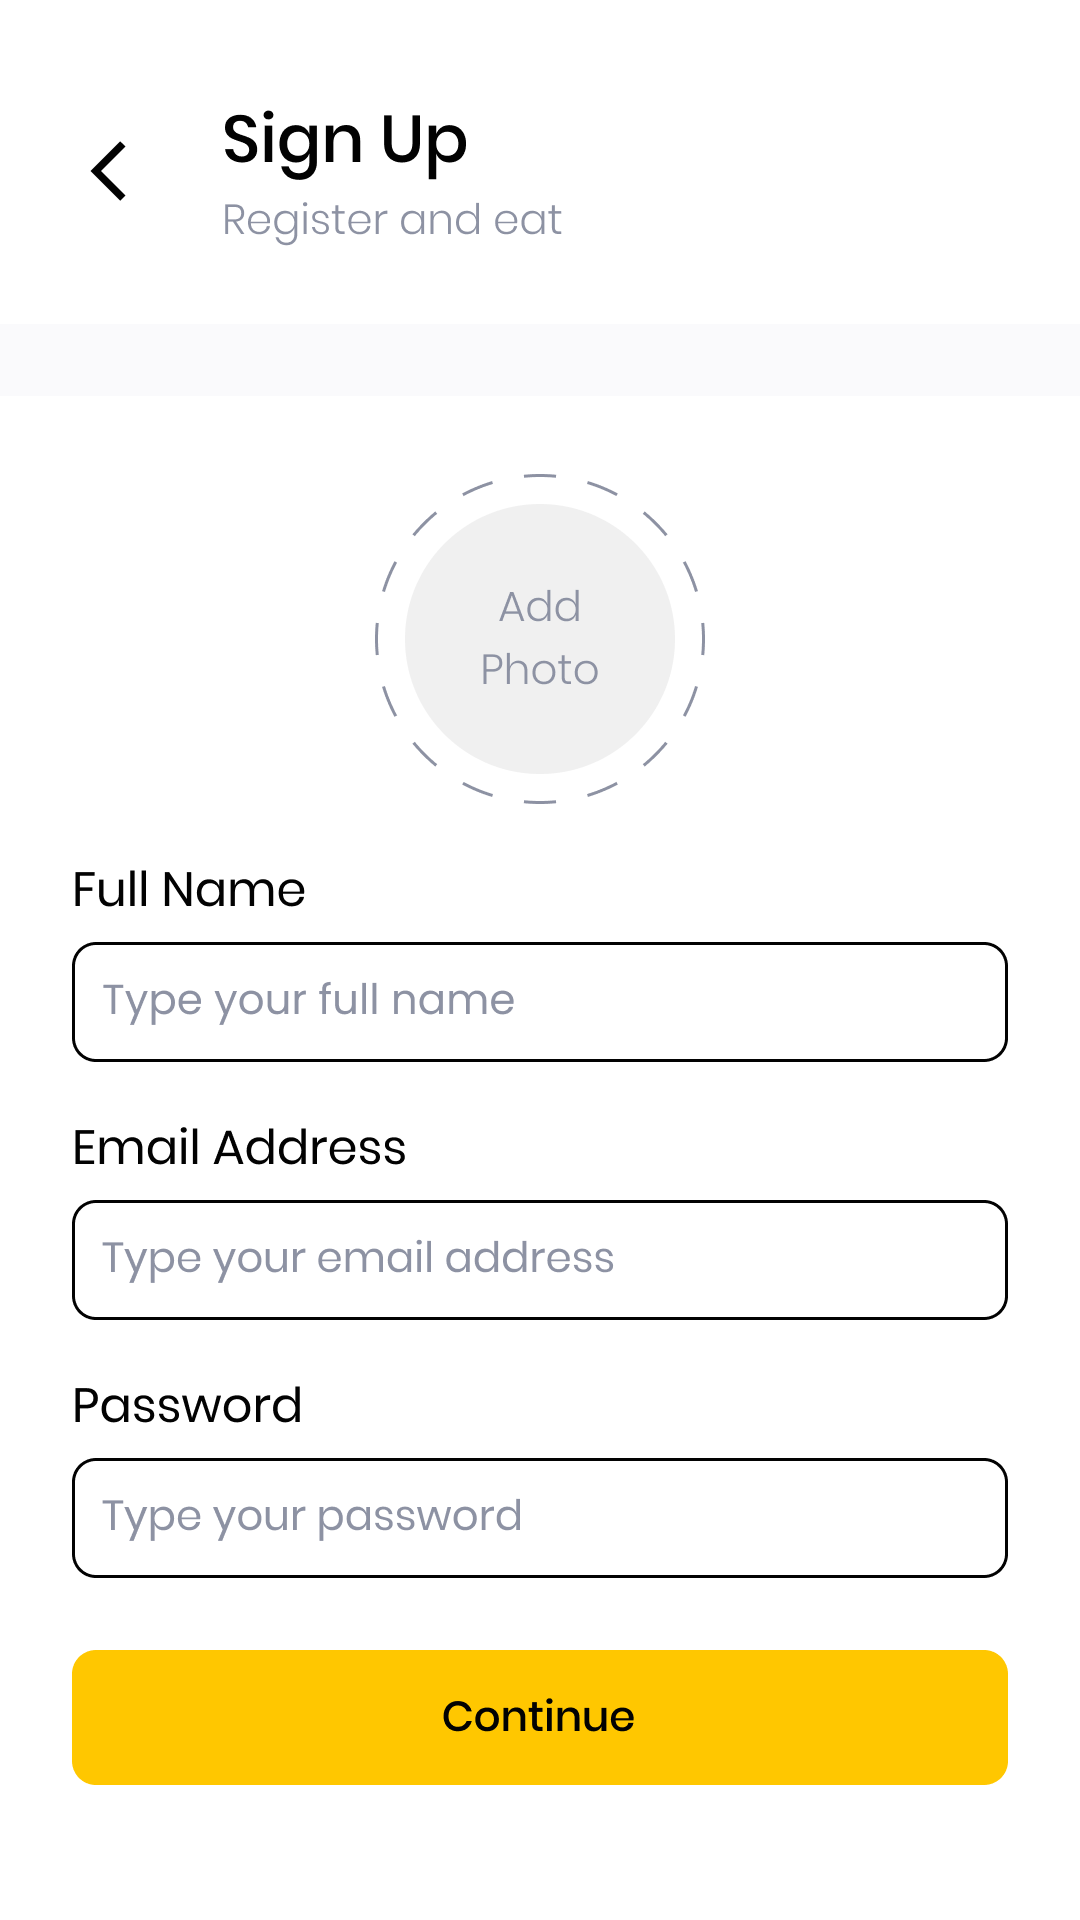 Sign Up
Register and eat
Add
Photo
Full Name
Type your full name
Email Address
Type your email address
Password
Type your password
Continue